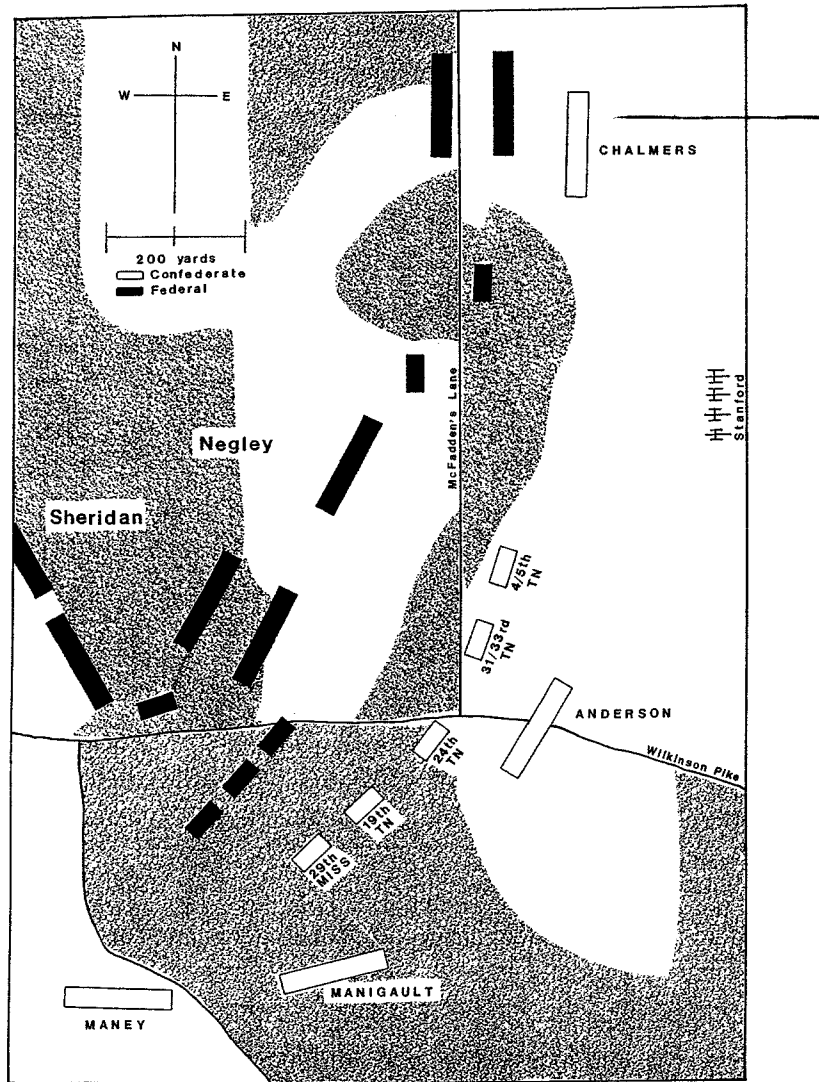 N
W E
200 yards
Confederate
Federal
CHALMERS
McFadden's Lane
Stanford
Negley
Sheridan
4/5th
TN
31/33rd
TN
ANDERSON
Wilkinson Pike
24th
TN
19th
TN
29th
MISS
MANIGAULT
MANEY